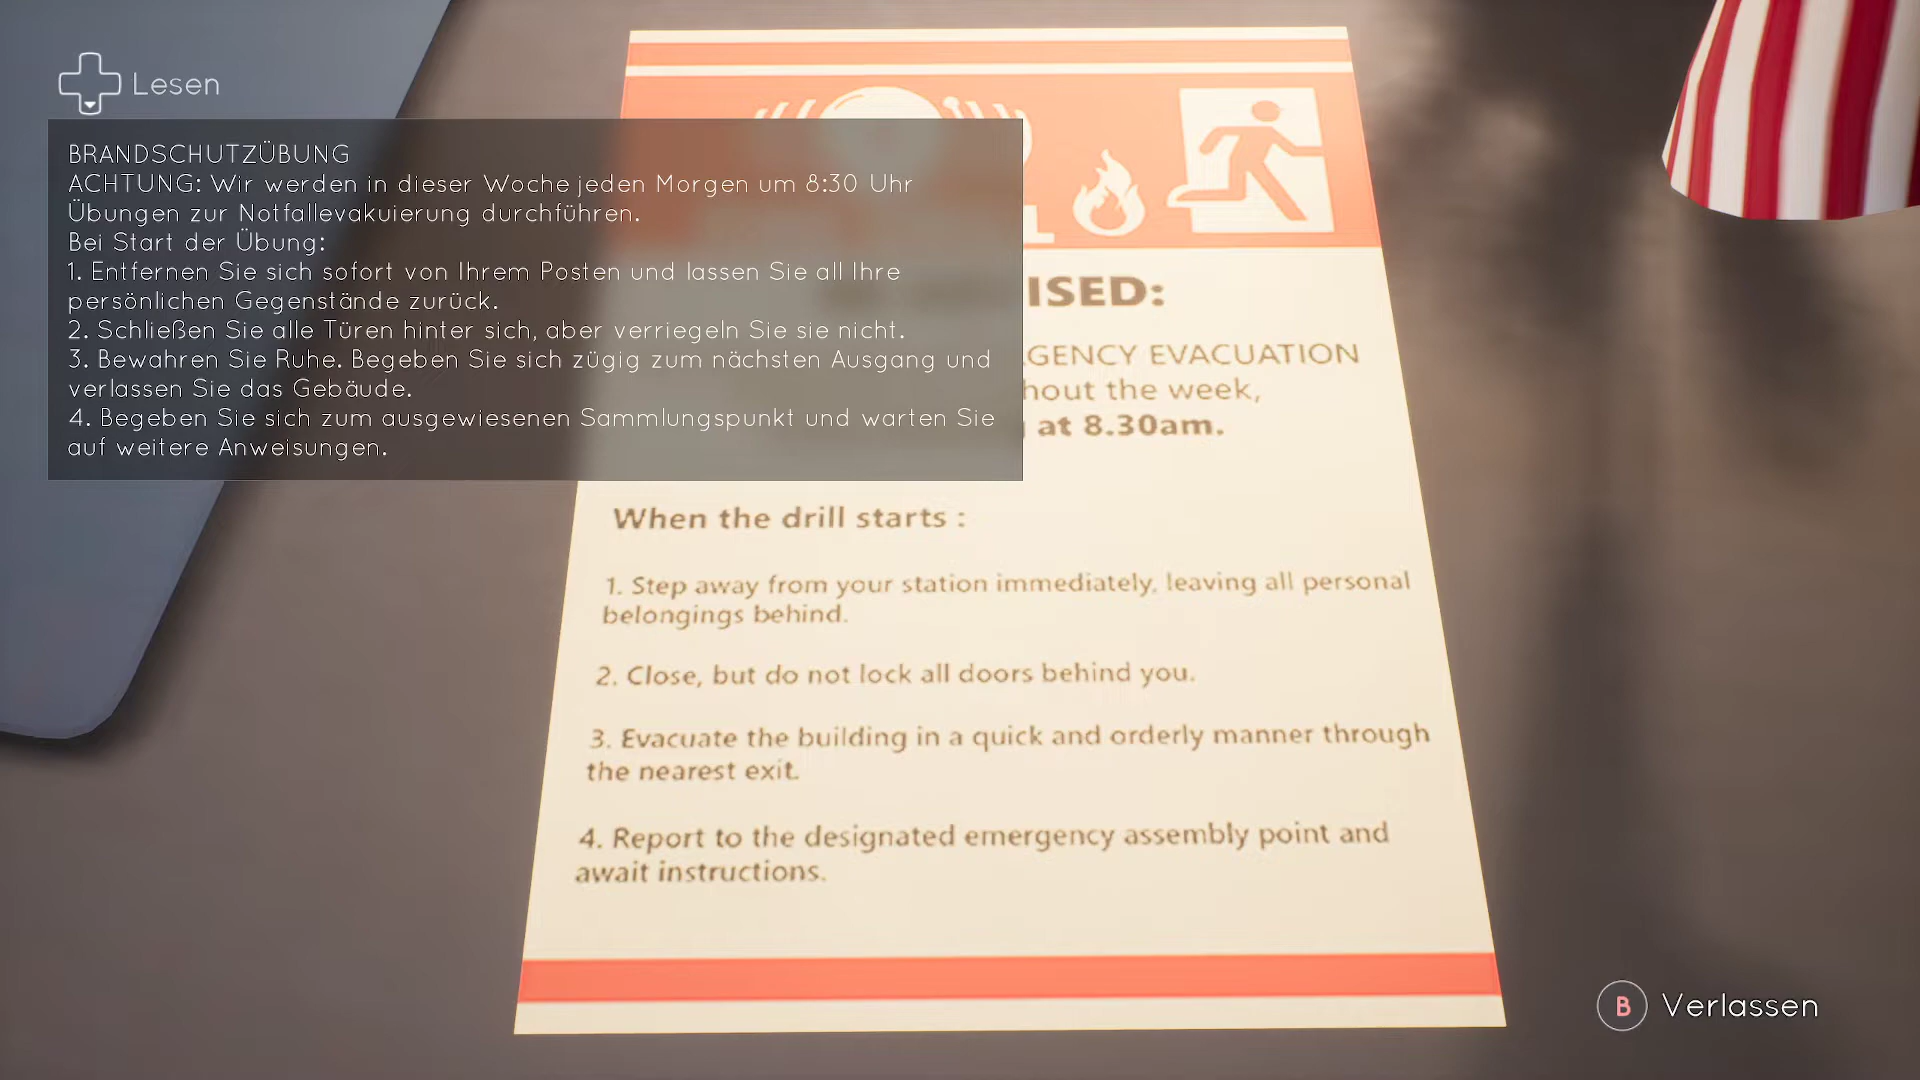 Lesen
BRANDSCHUTZÜBUNG
ACHTUNG: Wir werden in dieser Woche jeden Morgen um 8:30 Uhr
Übungen zur Notfallevakuierung durchführen.
Bei Start der Übung:
1. Entfernen Sie sich sofort von Ihrem Posten und lassen Sie all Ihre
persönlichen Gegenstände zurück.
2. Schließen Sie alle Türen hinter sich, aber verriegeln Sie sie nicht.
3. Bewahren Sie Ruhe. Begeben Sie sich zügig zum nächsten Ausgang und
verlassen Sie das Gebäude.
4. Begeben Sie sich zum ausgewiesenen Sammlungspunkt und warten Sie
auf weitere Anweisungen.
ISED:
GENCY EVACUATION
hout the week,
at 8.30am.
When the drill starts :
1. Step away from your station immediately, leaving all personal
belongings behind.
2. Close, but do not lock all doors behind you.
3. Evacuate the building in a quick and orderly manner through
the nearest exit.
4. Report to the designated emergency assembly point and
await instructions.
B Verlassen